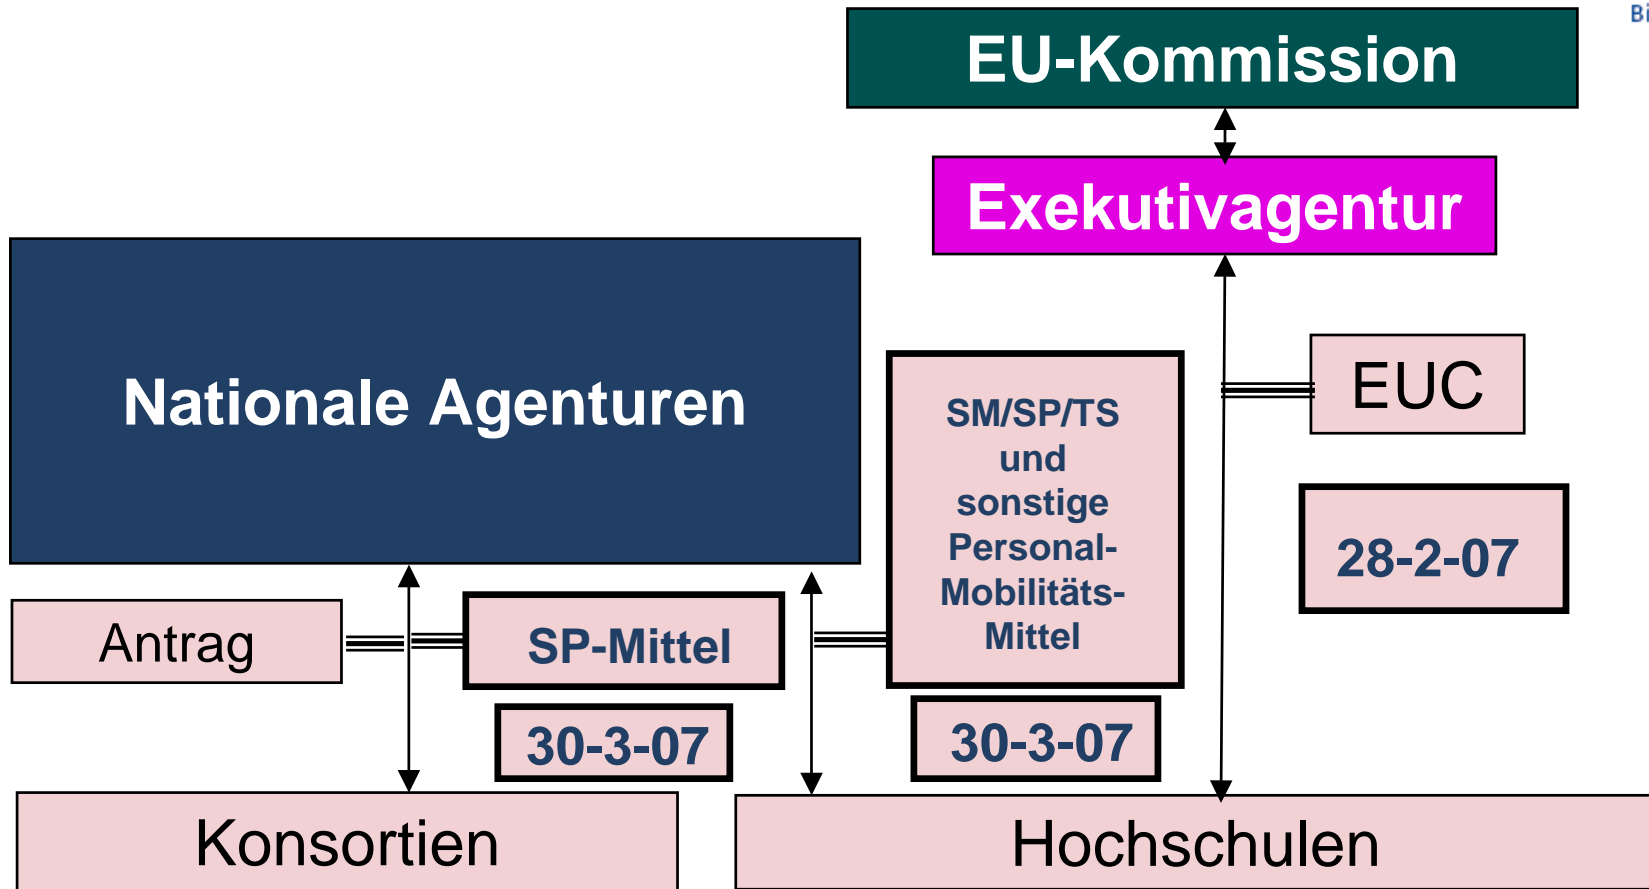 Bi
EU-Kommission
Exekutivagentur
Nationale Agenturen
SM/SP/TS
und
sonstige
Personal-
Mobilitäts-
Mittel
EUC
28-2-07
Antrag
SP-Mittel
30-3-07
30-3-07
Konsortien
Hochschulen